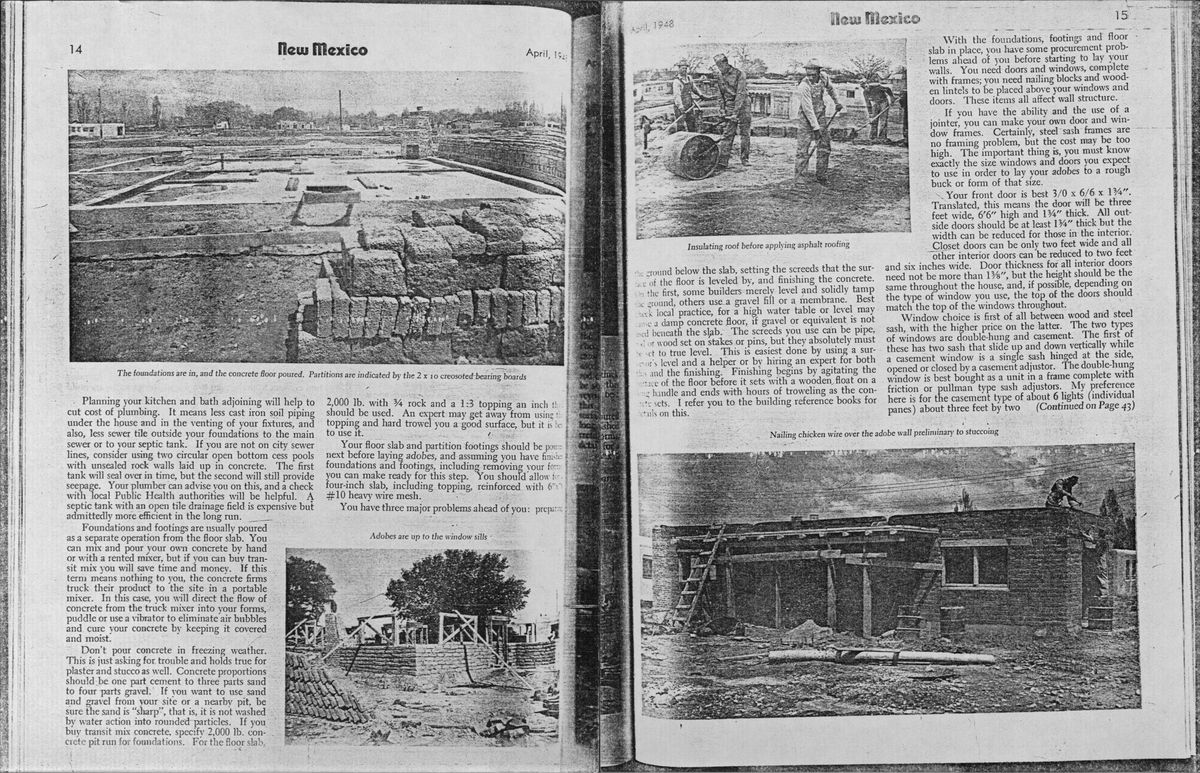 14
New Mexico
April, 194
The foundations are in, and the concrete floor poured. Partitions are indicated by the 2 x 10 creosoted bearing boards
Planning your kitchen and bath adjoining will help to
cut cost of plumbing. It means less cast iron soil piping
under the house and in the venting of your fixtures, and
also, less sewer tile outside your foundations to the main
sewer or to your septic tank. If you are not on city sewer
lines, consider using two circular open bottom cess pools
with unsealed rock walls laid up in concrete. The first
tank will seal over in time, but the second will still provide
seepage. Your plumber can advise you on this, and a check
with local Public Health authorities will be helpful. A
septic tank with an open tile drainage field is expensive but
admittedly more efficient in the long run.
Foundations and footings are usually poured
as a separate operation from the floor slab. You
can mix and pour your own concrete by hand
or with a rented mixer, but if you can buy tran-
sit mix you will save time and money. If this
term means nothing to you, the concrete firms
truck their product to the site in a portable
mixer. In this case, you will direct the flow of
concrete from the truck mixer into your forms,
puddle or use a vibrator to eliminate air bubbles
and cure your concrete by keeping it covered
and moist.
Don't pour concrete in freezing weather.
This is just asking for trouble and holds true for
plaster and stucco as well. Concrete proportions
should be one part cement to three parts sand
to four parts gravel. If you want to use sand
and gravel from your site or a nearby pit, be
sure the sand is "sharp", that is, it is not washed
by water action into rounded particles. If you
buy transit mix concrete, specify 2,000 lb. con-
crete pit run for foundations. For the floor slab,
2,000 lb. with ¾ rock and a 1:3 topping an inch
should be used. An expert may get away from using
topping and hard trowel you a good surface, but it is
to use it.
Your floor slab and partition footings should be
next before laying adobes, and assuming you have
foundations and footings, including removing your
you can make ready for this step. You should allow
four-inch slab, including topping, reinforced with 6"
#10 heavy wire mesh.
You have three major problems ahead of you:
Adobes are up to the window sills
April, 1948
New Mexico
15
Insulating roof before applying asphalt roofing
ground below the slab, setting the screeds that the sur-
of the floor is leveled by, and finishing the concrete.
the first, some builders merely level and solidly tamp
ground, others use a gravel fill or a membrane. Best
local practice, for a high water table or level may
a damp concrete floor, if gravel or equivalent is not
beneath the slab. The screeds you use can be pipe,
or wood set on stakes or pins, but they absolutely must
set to true level. This is easiest done by using a sur-
level and a helper or by hiring an expert for both
and the finishing. Finishing begins by agitating the
of the floor before it sets with a wooden float on a
handle and ends with hours of troweling as the con-
sets. I refer you to the building reference books for
on this.
With the foundations, footings and floor
slab in place, you have some procurement prob-
lems ahead of you before starting to lay your
walls. You need doors and windows, complete
with frames; you need nailing blocks and wood-
en lintels to be placed above your windows and
doors. These items all affect wall structure.
If you have the ability and the use of a
jointer, you can make your own door and win-
dow frames. Certainly, steel sash frames are
no framing problem, but the cost may be too
high. The important thing is, you must know
exactly the size windows and doors you expect
to use in order to lay your adobes to a rough
buck or form of that size.
Your front door is best 3/0 x 6/6 x 1¾".
Translated, this means the door will be three
feet wide, 6'6" high and 1¾" thick. All out-
side doors should be at least 1¾" thick but the
width can be reduced for those in the interior.
Closet doors can be only two feet wide and all
other interior doors can be reduced to two feet
and six inches wide. Door thickness for all interior doors
need not be more than 1⅜", but the height should be the
same throughout the house, and, if possible, depending on
the type of window you use, the top of the doors should
match the top of the windows throughout.
Window choice is first of all between wood and steel
sash, with the higher price on the latter. The two types
of windows are double-hung and casement. The first of
these has two sash that slide up and down vertically while
a casement window is a single sash hinged at the side,
opened or closed by a casement adjustor. The double-hung
window is best bought as a unit in a frame complete with
friction or pullman type sash adjustors. My preference
here is for the casement type of about 6 lights (individual
panes) about three feet by two (Continued on Page 43)
Nailing chicken wire over the adobe wall preliminary to stuccoing